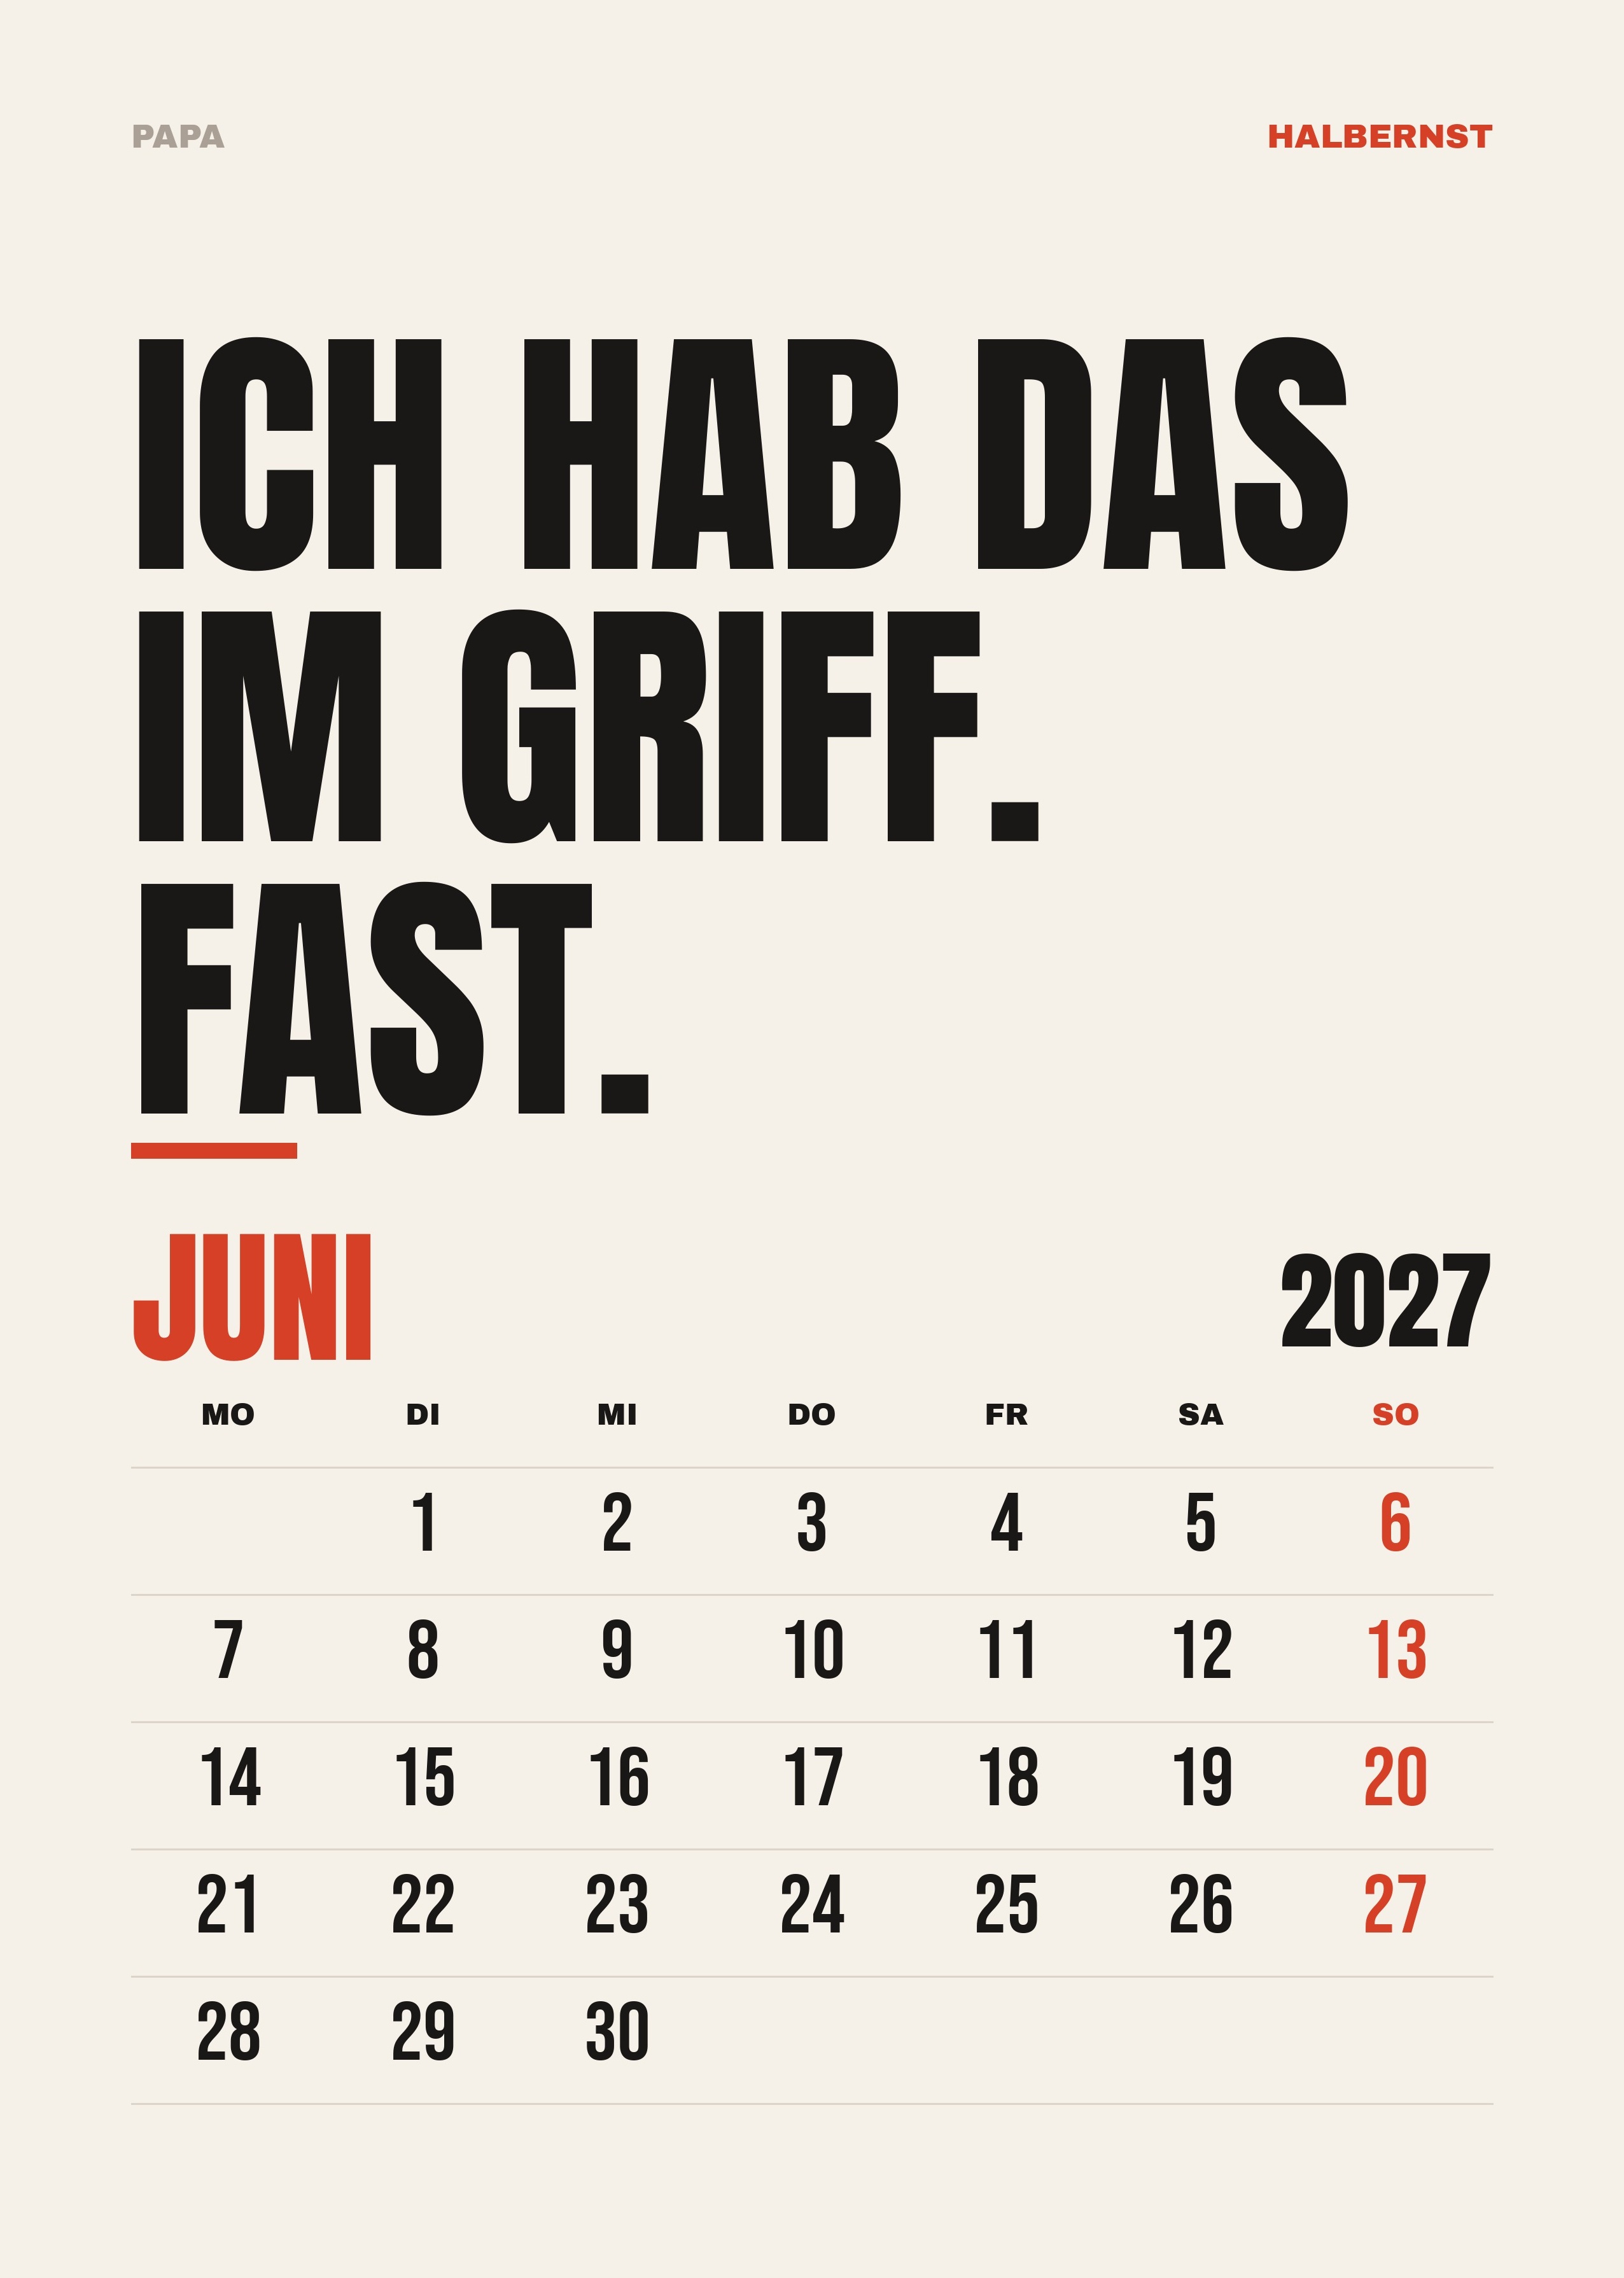 PAPA HALBERNST
ICH HAB DAS
IM GRIFF.
FAST.
JUNI 2027
MO DI MI DO FR SA SO
1 2 3 4 5 6
7 8 9 10 11 12 13
14 15 16 17 18 19 20
21 22 23 24 25 26 27
28 29 30